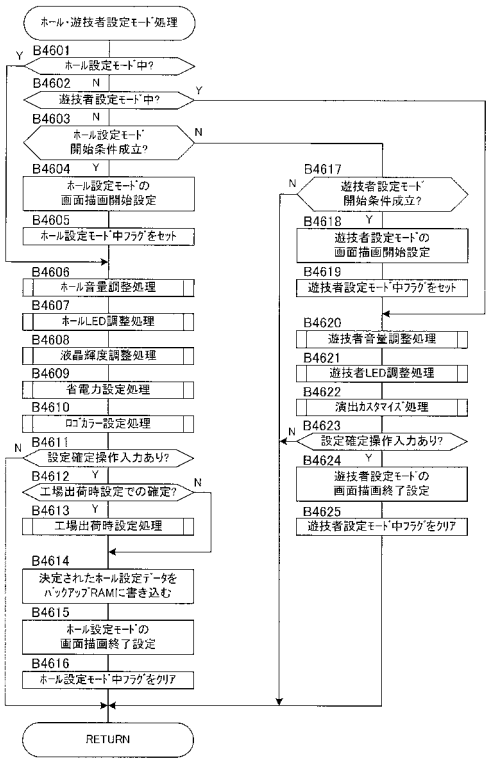 ホール・遊技者設定モード処理
B4601
Y
ホール設定モード中?
B4602
N
遊技者設定モード中?
Y
B4603
N
ホール設定モード
開始条件成立?
N
B4604
Y
ホール設定モードの
画面描画開始設定
B4605
ホール設定モード中フラグをセット
B4606
ホール音量調整処理
B4607
ホールLED調整処理
B4608
液晶輝度調整処理
B4609
省電力設定処理
B4610
ロゴカラー設定処理
B4611
N
設定確定操作入力あり?
B4612
Y
工場出荷時設定での確定?
N
B4613
Y
工場出荷時設定処理
B4614
決定されたホール設定データを
バックアップRAMに書き込む
B4615
ホール設定モードの
画面描画終了設定
B4616
ホール設定モード中フラグをクリア
RETURN
B4617
N
遊技者設定モード
開始条件成立?
B4618
Y
遊技者設定モードの
画面描画開始設定
B4619
遊技者設定モード中フラグをセット
B4620
遊技者音量調整処理
B4621
遊技者LED調整処理
B4622
演出カスタマイズ処理
B4623
N
設定確定操作入力あり?
B4624
Y
遊技者設定モードの
画面描画終了設定
B4625
遊技者設定モード中フラグをクリア